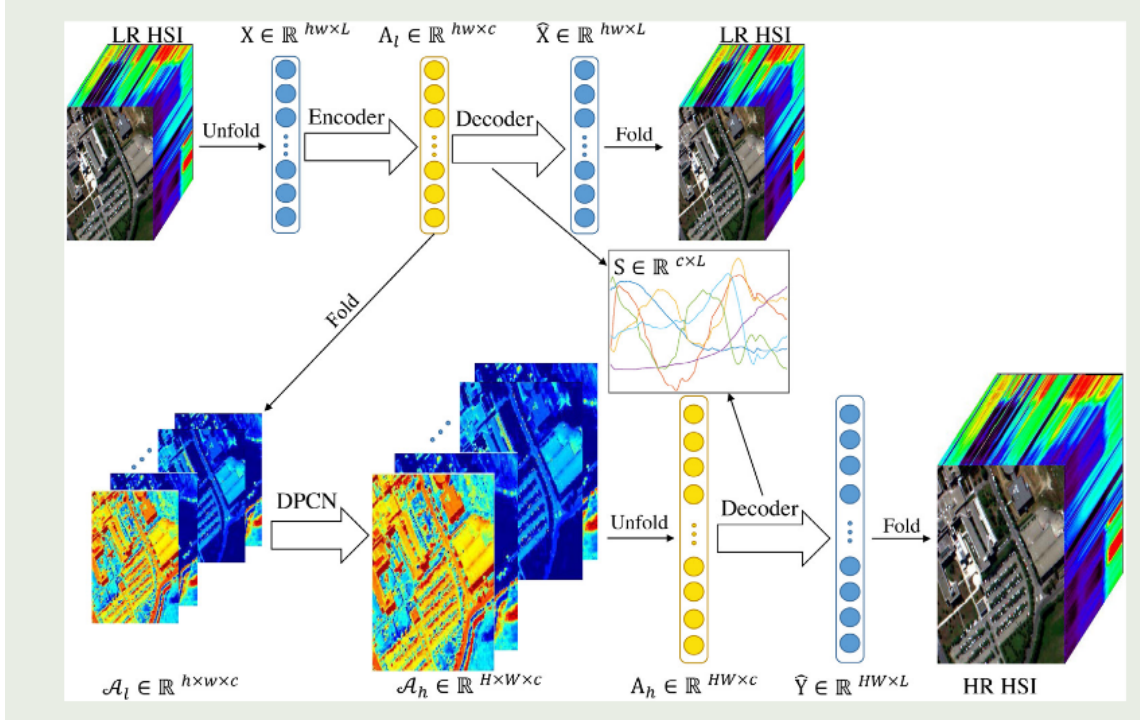 LR HSI
X ∈ ℝ hw×L
A_l ∈ ℝ hw×c
X̂ ∈ ℝ hw×L
LR HSI
Unfold
Encoder
Decoder
Fold
S ∈ ℝ c×L
Fold
DPCN
Unfold
Decoder
Fold
𝒜_l ∈ ℝ h×w×c
𝒜_h ∈ ℝ H×W×c
A_h ∈ ℝ HW×c
Ŷ ∈ ℝ HW×L
HR HSI